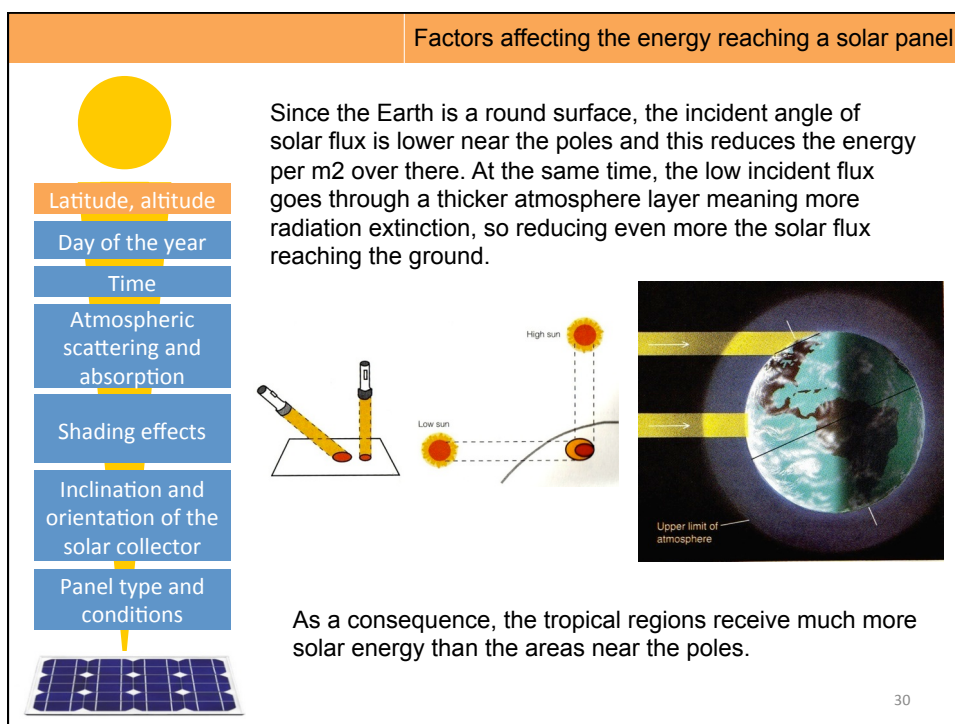 Factors affecting the energy reaching a solar panel
Latitude, altitude
Day of the year
Time
Atmospheric
scattering and
absorption
Shading effects
Inclination and
orientation of the
solar collector
Panel type and
conditions
Since the Earth is a round surface, the incident angle of
solar flux is lower near the poles and this reduces the energy
per m2 over there. At the same time, the low incident flux
goes through a thicker atmosphere layer meaning more
radiation extinction, so reducing even more the solar flux
reaching the ground.
High sun
Low sun
Upper limit of
atmosphere
As a consequence, the tropical regions receive much more
solar energy than the areas near the poles.
30